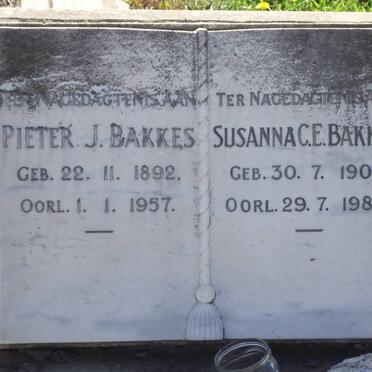 TER NAGEDAGTENIS AAN
PIETER J. BAKKES
GEB. 22. 11. 1892.
OORL. 1. 1. 1957.
TER NAGEDAGTENIS A
SUSANNA C.E. BAKK
GEB. 30. 7. 190
OORL. 29. 7. 198